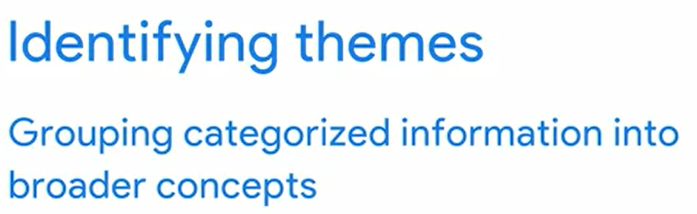 Identifying themes
Grouping categorized information into
broader concepts